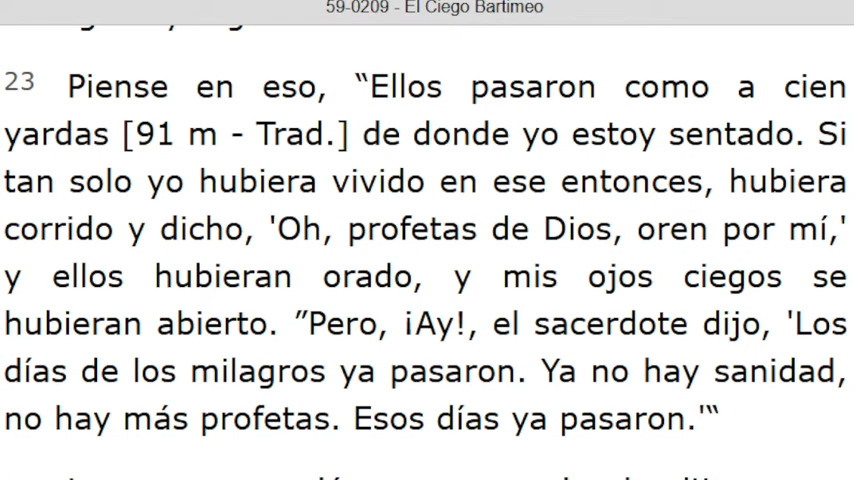 59-0209 - El Ciego Bartimeo
23 Piense en eso, “Ellos pasaron como a cien
yardas [91 m - Trad.] de donde yo estoy sentado. Si
tan solo yo hubiera vivido en ese entonces, hubiera
corrido y dicho, 'Oh, profetas de Dios, oren por mí,'
y ellos hubieran orado, y mis ojos ciegos se
hubieran abierto. ”Pero, ¡Ay!, el sacerdote dijo, 'Los
días de los milagros ya pasaron. Ya no hay sanidad,
no hay más profetas. Esos días ya pasaron.'“